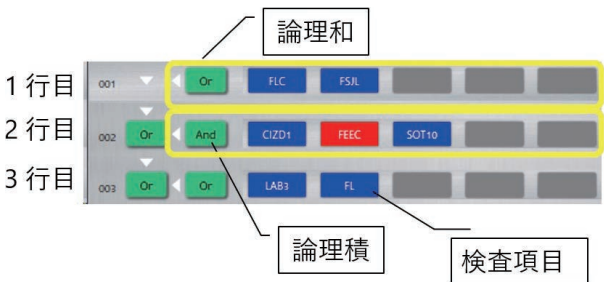 論理和
1行目 001 Or FLC FSJL
2行目 002 Or And CIZD1 FEEC SOT10
3行目 003 Or Or LAB3 FL
論理積
検査項目